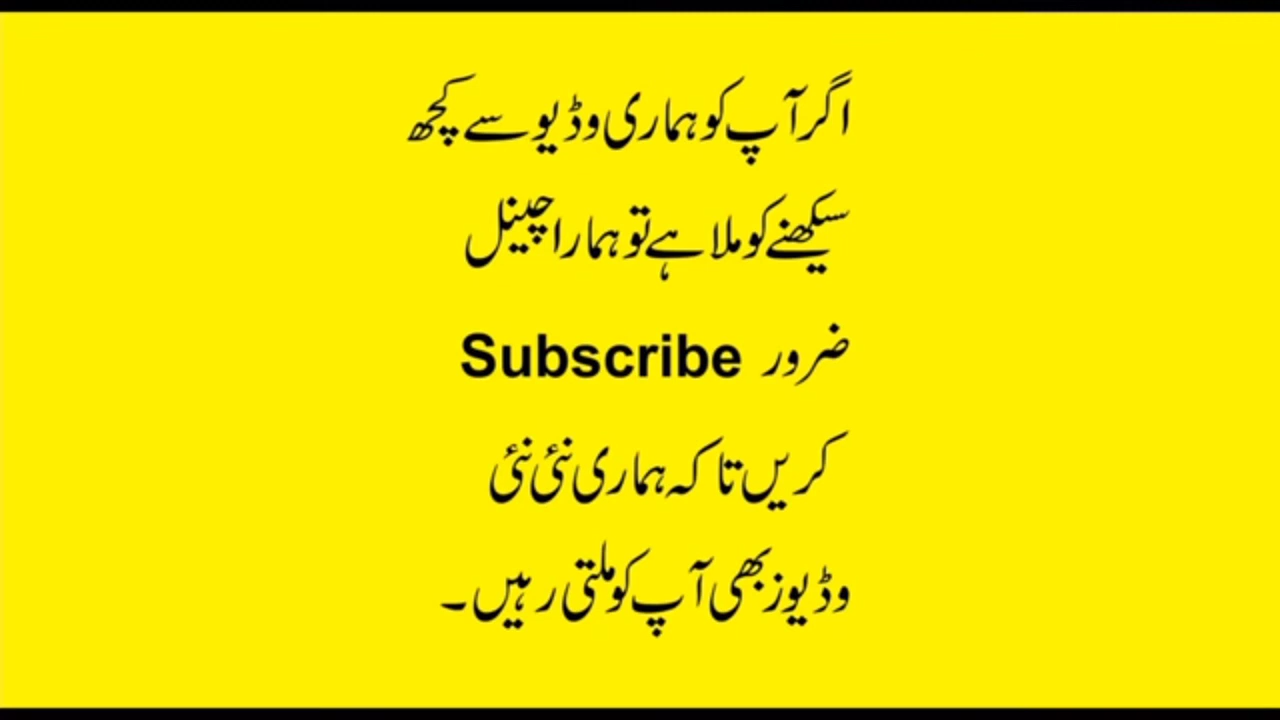 اگر آپ کو ہماری وڈیو سے کچھ
سیکھنے کو ملا ہے تو ہمارا چینل
ضرور Subscribe
کریں تا کہ ہماری نئی نئی
وڈیوز بھی آپ کو ملتی رہیں۔